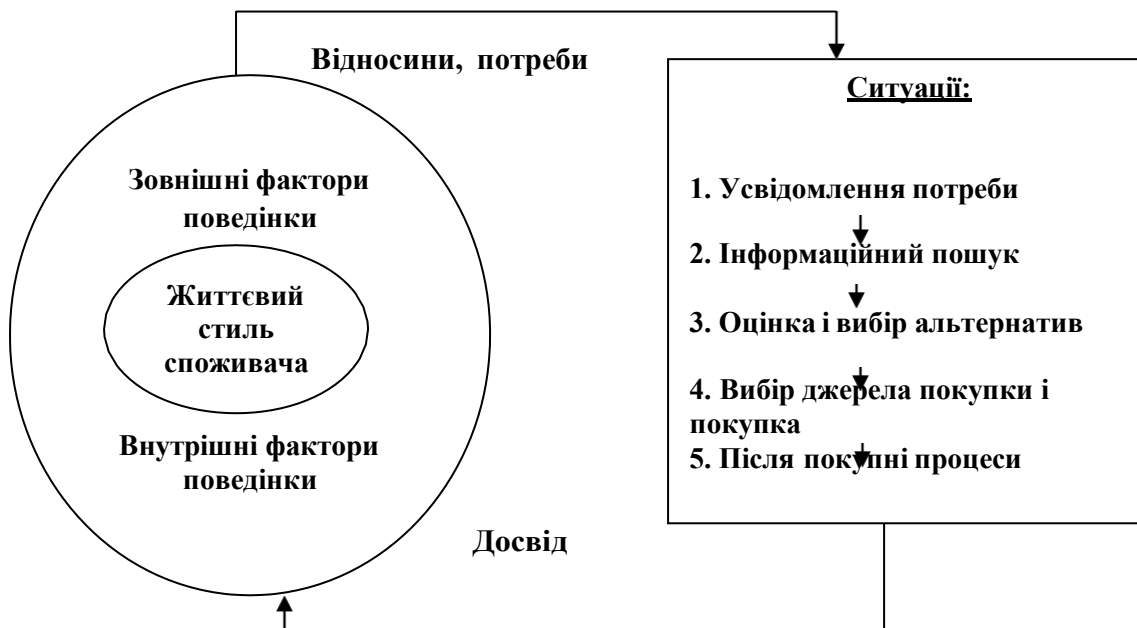 Відносини, потреби
Зовнішні фактори
поведінки
Життєвий
стиль
споживача
Внутрішні фактори
поведінки
Досвід
Ситуації:
1. Усвідомлення потреби
2. Інформаційний пошук
3. Оцінка і вибір альтернатив
4. Вибір джерела покупки і
покупка
5. Після покупні процеси